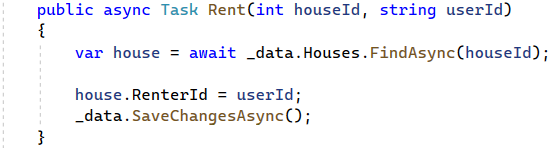 public async Task Rent(int houseId, string userId)
{
var house = await _data.Houses.FindAsync(houseId);
house.RenterId = userId;
_data.SaveChangesAsync();
}